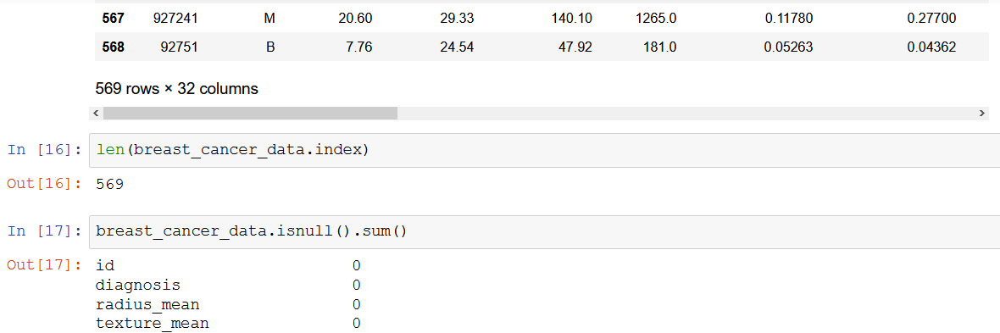 567 927241 M 20.60 29.33 140.10 1265.0 0.11780 0.27700
568 92751 B 7.76 24.54 47.92 181.0 0.05263 0.04362
569 rows × 32 columns
In [16]: len(breast_cancer_data.index)
Out[16]: 569
In [17]: breast_cancer_data.isnull().sum()
Out[17]: id 0
diagnosis 0
radius_mean 0
texture_mean 0